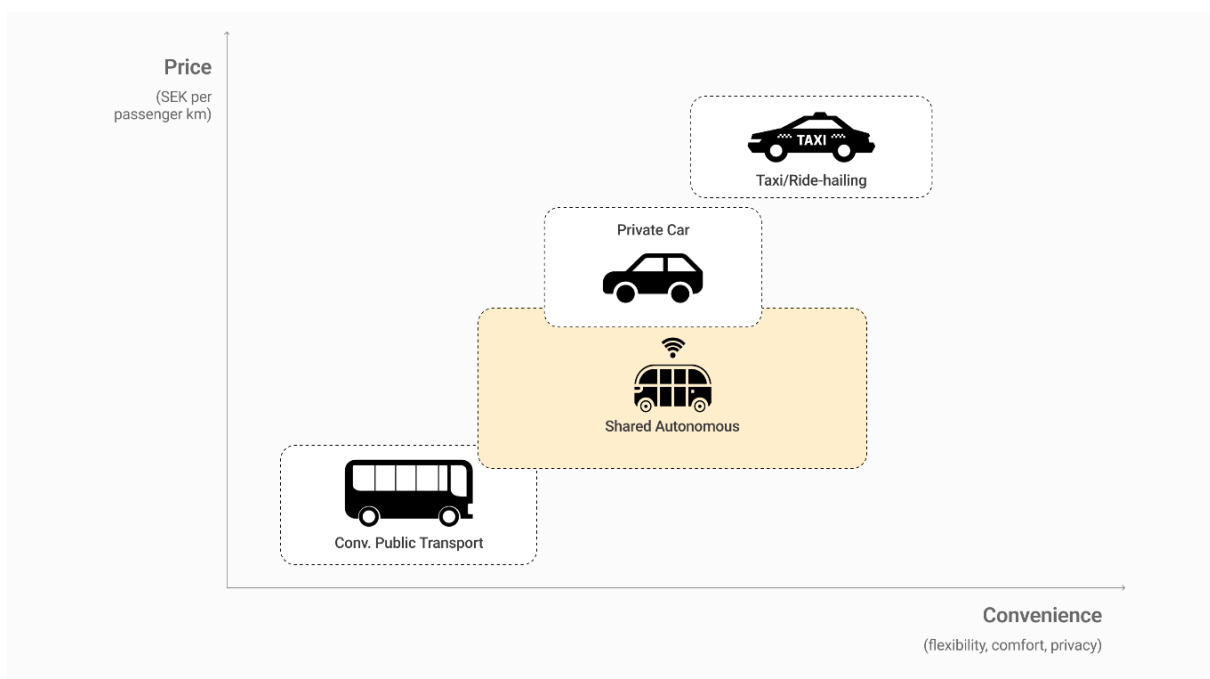 Price
(SEK per
passenger km)
TAXI
Taxi/Ride-hailing
Private Car
Shared Autonomous
Conv. Public Transport
Convenience
(flexibility, comfort, privacy)